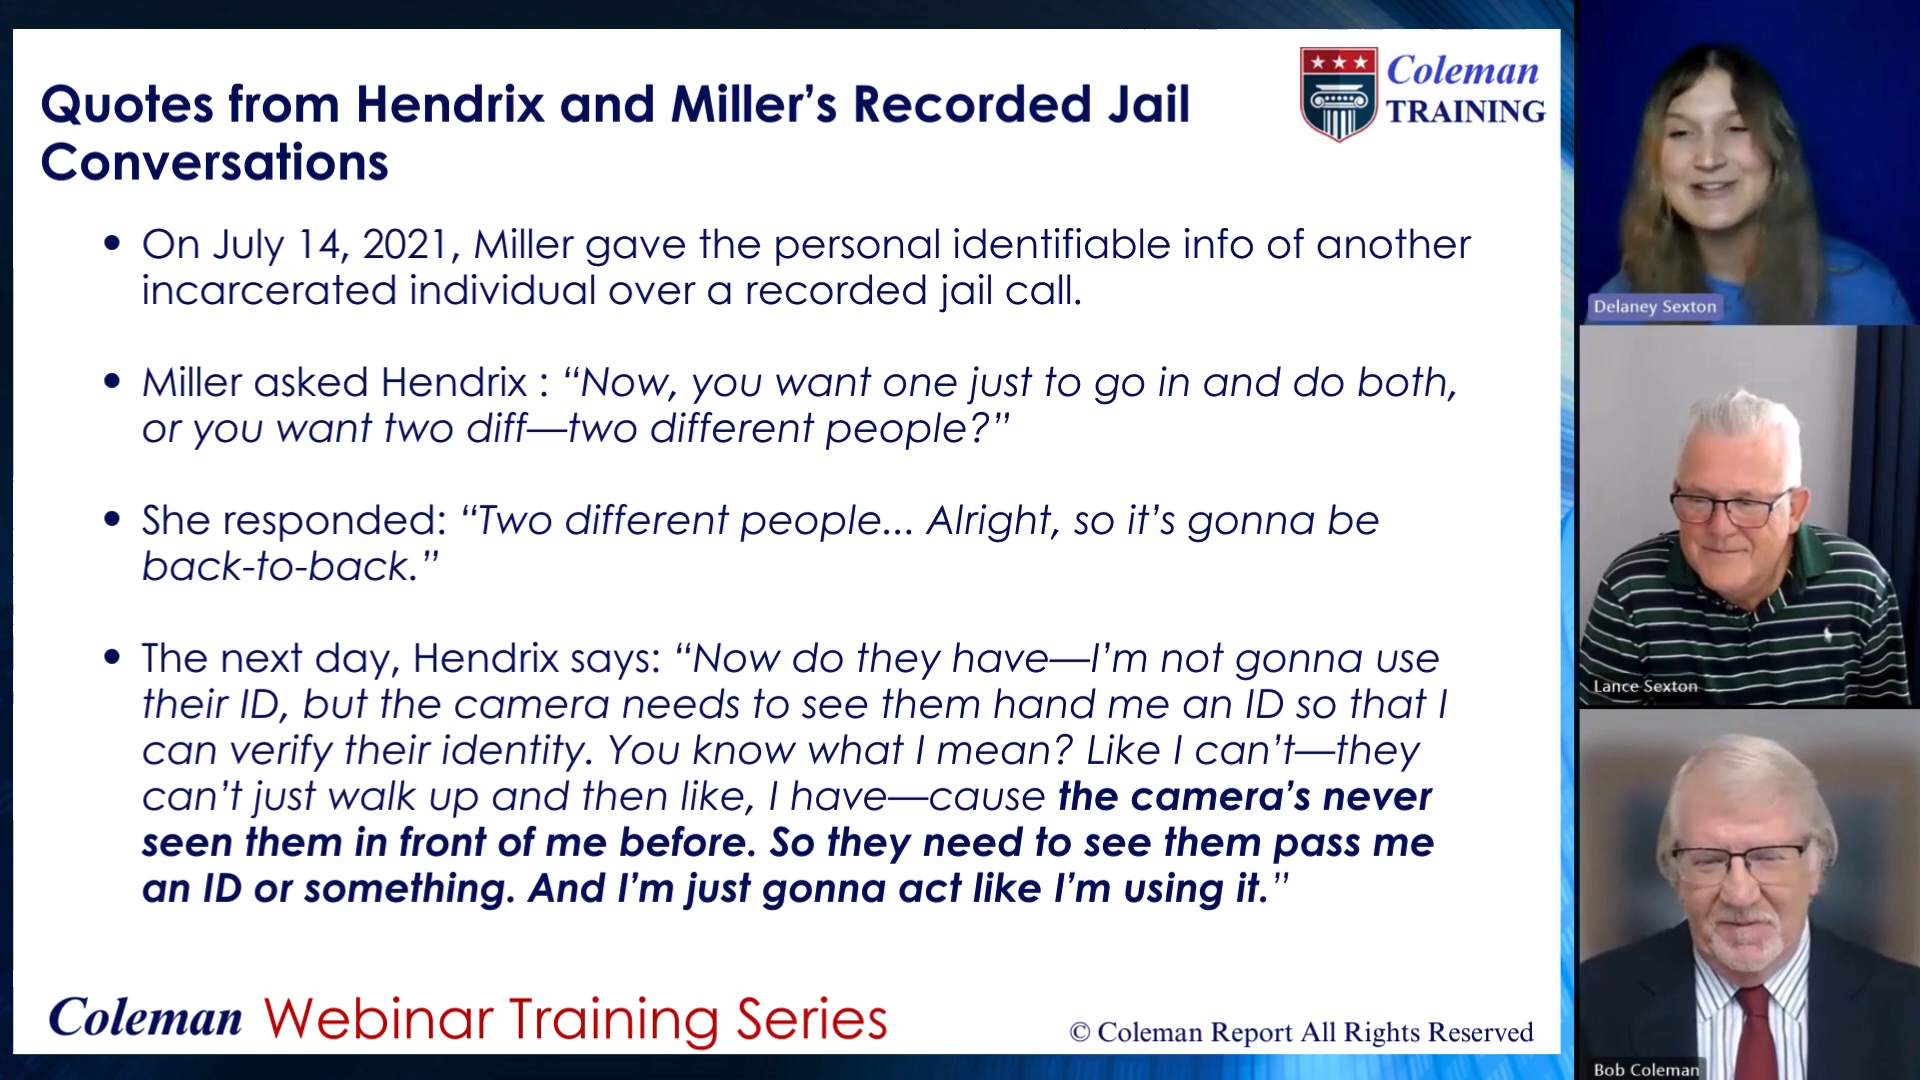 Quotes from Hendrix and Miller’s Recorded Jail
Conversations
Coleman
TRAINING
• On July 14, 2021, Miller gave the personal identifiable info of another
incarcerated individual over a recorded jail call.
• Miller asked Hendrix : “Now, you want one just to go in and do both,
or you want two diff—two different people?”
• She responded: “Two different people... Alright, so it’s gonna be
back-to-back.”
• The next day, Hendrix says: “Now do they have—I’m not gonna use
their ID, but the camera needs to see them hand me an ID so that I
can verify their identity. You know what I mean? Like I can’t—they
can’t just walk up and then like, I have—cause the camera’s never
seen them in front of me before. So they need to see them pass me
an ID or something. And I’m just gonna act like I’m using it.”
Coleman Webinar Training Series
© Coleman Report All Rights Reserved
Delaney Sexton
Lance Sexton
Bob Coleman